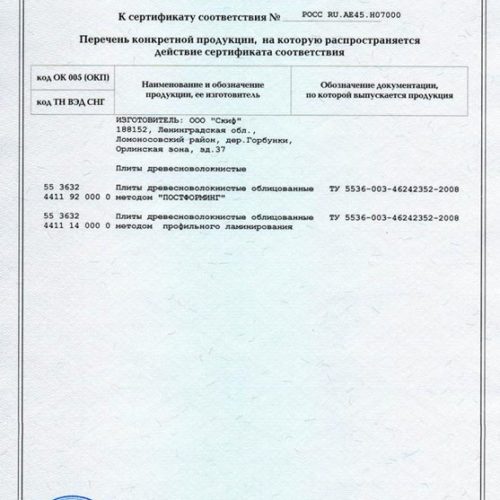 К сертификату соответствия № РОСС RU.АЕ45.Н07000
Перечень конкретной продукции, на которую распространяется
действие сертификата соответствия
код ОК 005 (ОКП)
код ТН ВЭД СНГ
Наименование и обозначение
продукции, ее изготовитель
Обозначение документации,
по которой выпускается продукция
ИЗГОТОВИТЕЛЬ: ООО "Скиф"
188152, Ленинградская обл.,
Ломоносовский район, дер.Горбунки,
Орлинская зона, зд.37
Плиты древесноволокнистые
55 3632 Плиты древесноволокнистые облицованные ТУ 5536-003-46242352-2008
4411 92 000 0 методом "ПОСТФОРМИНГ"
55 3632 Плиты древесноволокнистые облицованные ТУ 5536-003-46242352-2008
4411 14 000 0 методом профильного ламинирования